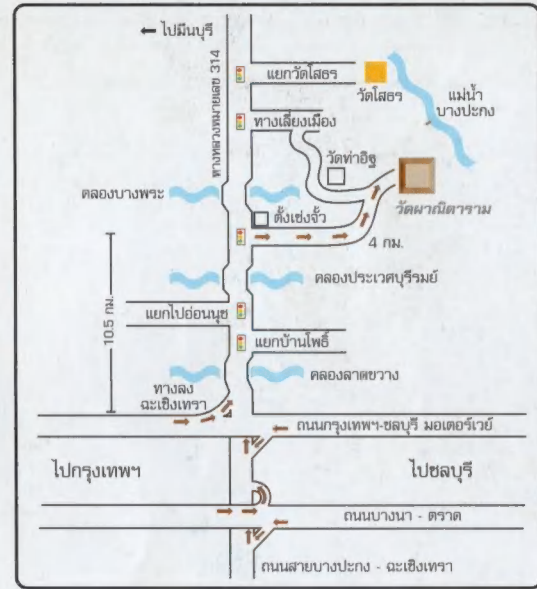 ← ไปมีนบุรี
ทางหลวงหมายเลข 314
แยกวัดโสธร
วัดโสธร
แม่น้ำ
บางปะกง
ทางเลี่ยงเมือง
วัดท่าอิฐ
วัดผาณิตาราม
คลองบางพระ
ตั้งเซ่งจั้ว
4 กม.
10.5 กม.
คลองประเวศบุรีรมย์
แยกไปอ่อนนุช
แยกบ้านโพธิ์
คลองลาดขวาง
ทางลง
ฉะเชิงเทรา
ถนนกรุงเทพฯ-ชลบุรี มอเตอร์เวย์
ไปกรุงเทพฯ
ไปชลบุรี
ถนนบางนา - ตราด
ถนนสายบางปะกง - ฉะเชิงเทรา